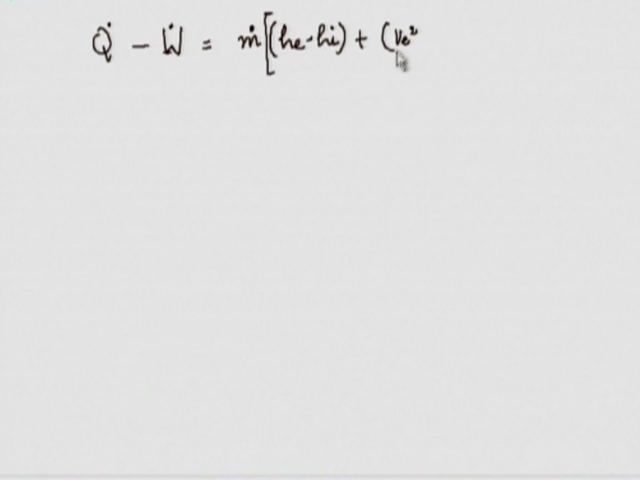 Q̇ - Ẇ = ṁ[(he-hi) + (Ve²